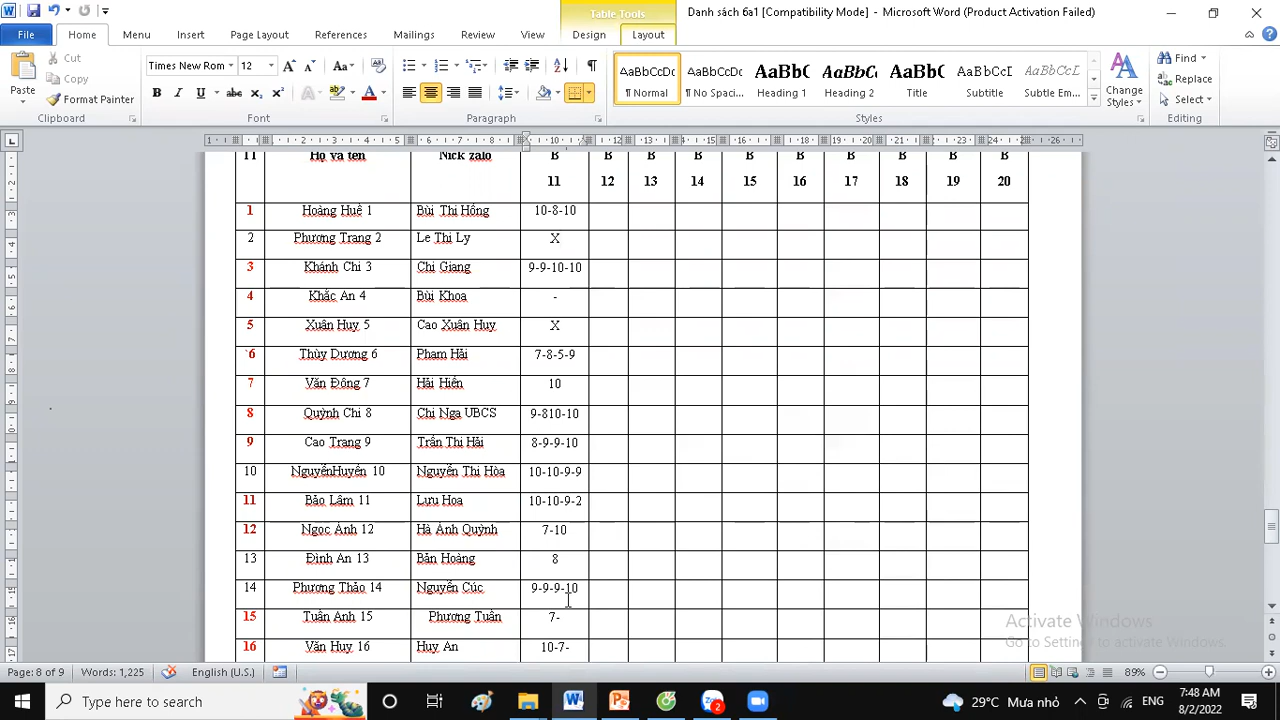 Table Tools
Danh sách 6a1 [Compatibility Mode] - Microsoft Word (Product Activation Failed)
File Home Menu Insert Page Layout References Mailings Review View Design Layout
Paste
Cut
Copy
Format Painter
Clipboard
Times New Rom 12
Font
Paragraph
AaBbCcDc AaBbCcDc AaBbC AaBbCc AaBb( AaBbCcDc AaBbCcDc
¶ Normal ¶ No Spaci... Heading 1 Heading 2 Title Subtitle Subtle Em...
Styles
Change Styles
Find
Replace
Select
Editing
TT Họ và tên Nick zalo B 11 B 12 B 13 B 14 B 15 B 16 B 17 B 18 B 19 B 20
1 Hoàng Huê 1 Bùi Thị Hồng 10-8-10
2 Phương Trang 2 Le Thi Ly X
3 Khánh Chi 3 Chi Giang 9-9-10-10
4 Khắc An 4 Bùi Khoa -
5 Xuân Huy 5 Cao Xuân Huy X
`6 Thùy Dương 6 Pham Hải 7-8-5-9
7 Văn Đông 7 Hải Hiền 10
8 Quỳnh Chi 8 Chi Nga UBCS 9-810-10
9 Cao Trang 9 Trần Thị Hải 8-9-9-10
10 NguyễnHuyền 10 Nguyễn Thị Hòa 10-10-9-9
11 Bảo Lâm 11 Lưu Hoa 10-10-9-2
12 Ngọc Ánh 12 Hà Ánh Quỳnh 7-10
13 Đình An 13 Bản Hoàng 8
14 Phương Thảo 14 Nguyễn Cúc 9-9-9-10
15 Tuấn Anh 15 Phương Tuân 7-
16 Văn Huy 16 Huy An 10-7-
Activate Windows
Go to Settings to activate Windows.
Page: 8 of 9 Words: 1,225 English (U.S.) 89%
Type here to search
2
29°C Mưa nhỏ ENG
7:48 AM
8/2/2022